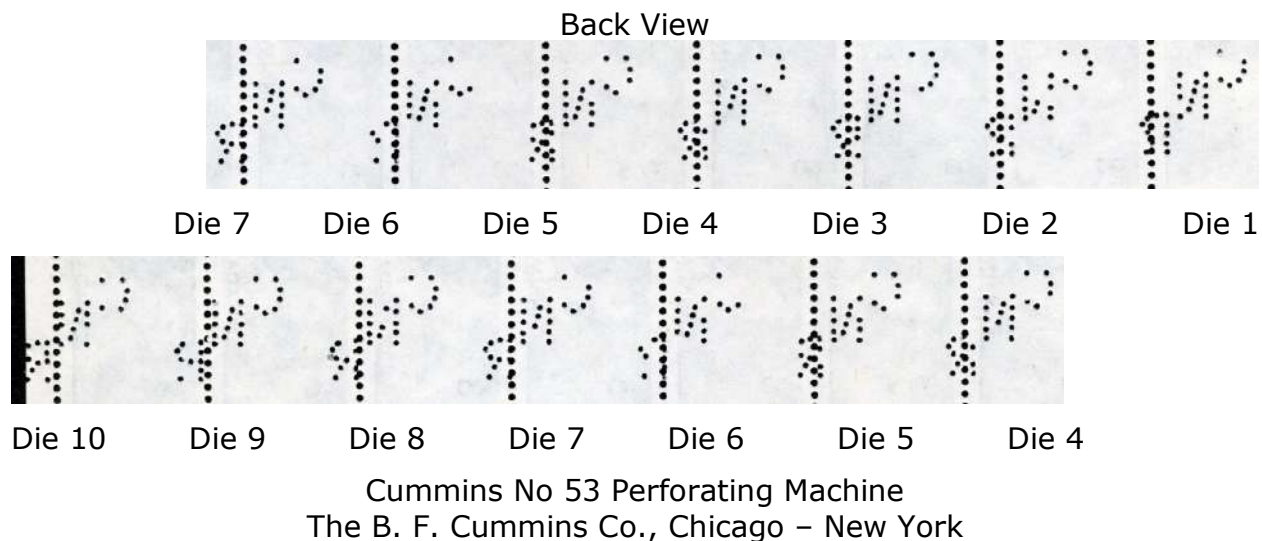 Back View
Die 7 Die 6 Die 5 Die 4 Die 3 Die 2 Die 1
Die 10 Die 9 Die 8 Die 7 Die 6 Die 5 Die 4
Cummins No 53 Perforating Machine
The B. F. Cummins Co., Chicago – New York